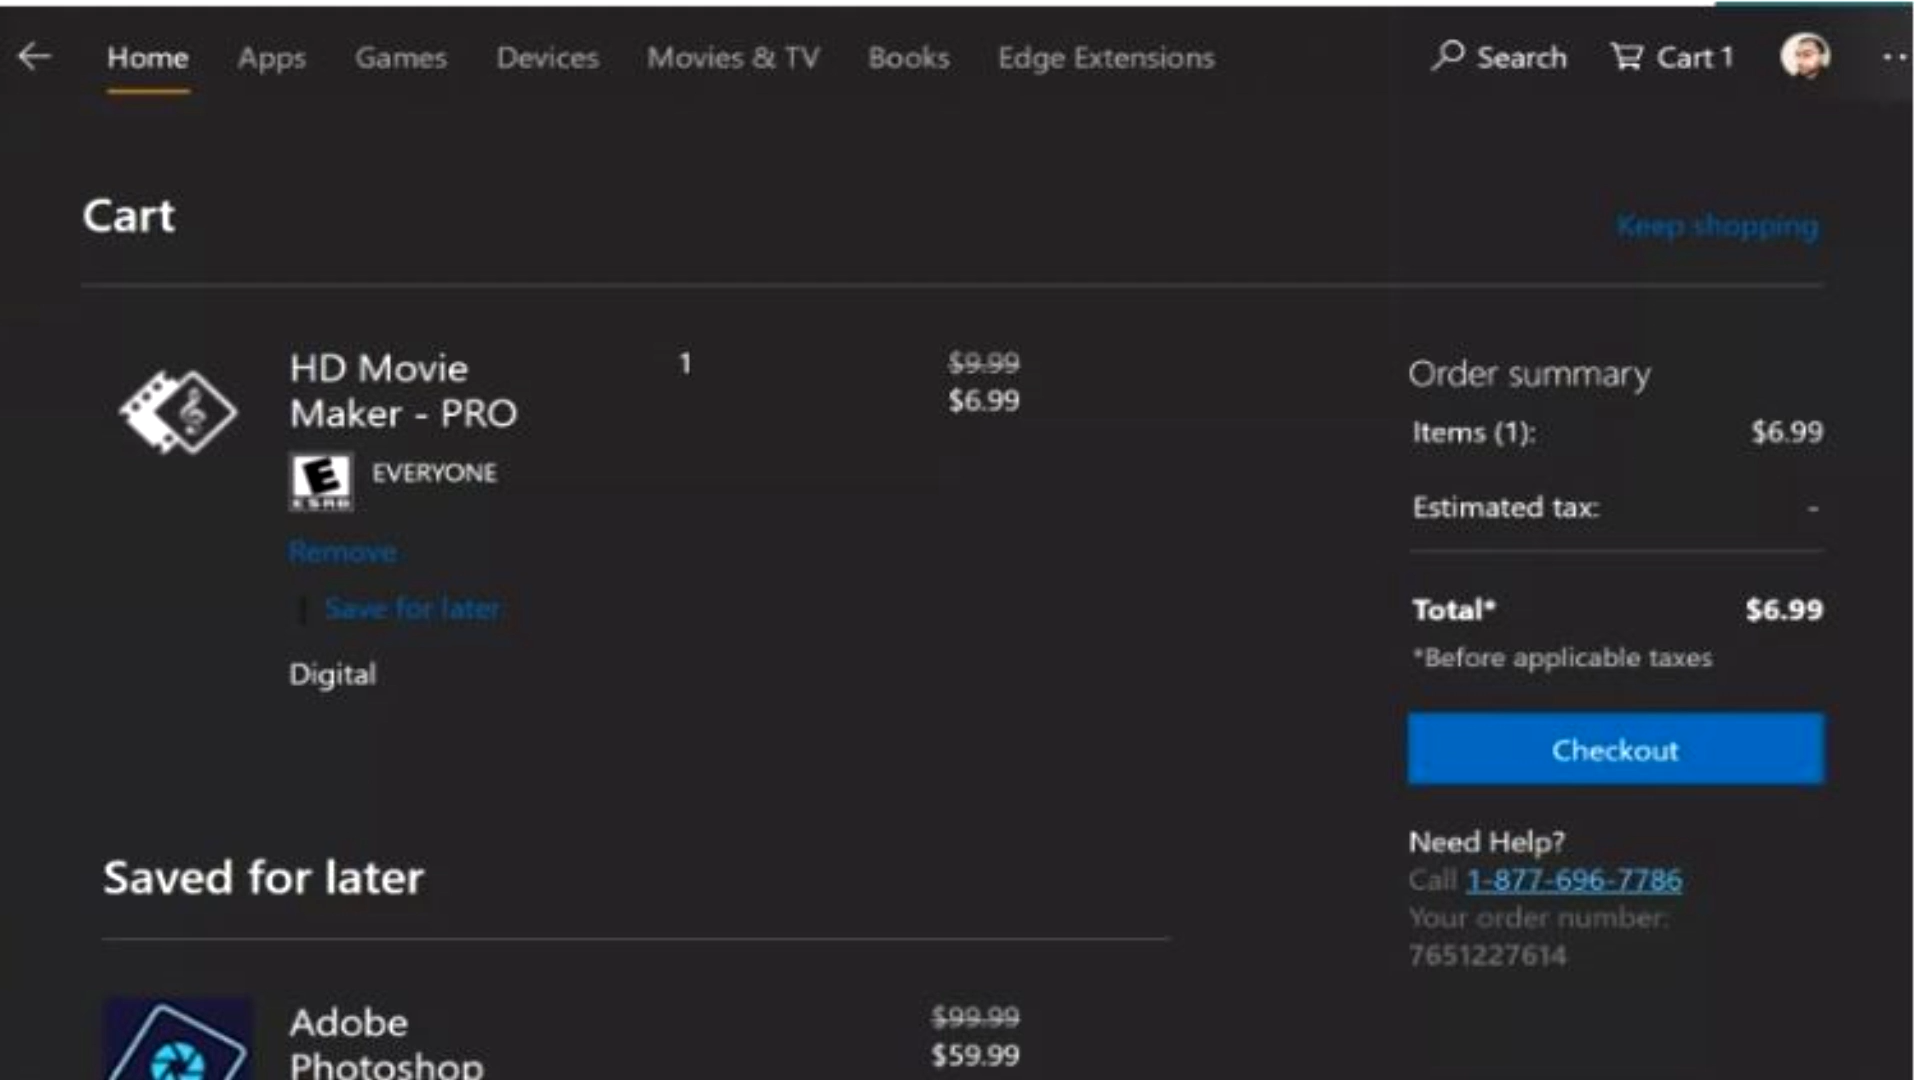 Home Apps Games Devices Movies & TV Books Edge Extensions Search Cart 1
Cart
Keep shopping
HD Movie
Maker - PRO
1
$9.99
$6.99
E
ESRB
EVERYONE
Remove
Save for later
Digital
Order summary
Items (1): $6.99
Estimated tax: -
Total* $6.99
*Before applicable taxes
Checkout
Need Help?
Call 1-877-696-7786
Your order number:
7651227614
Saved for later
Adobe
Photoshop
$99.99
$59.99